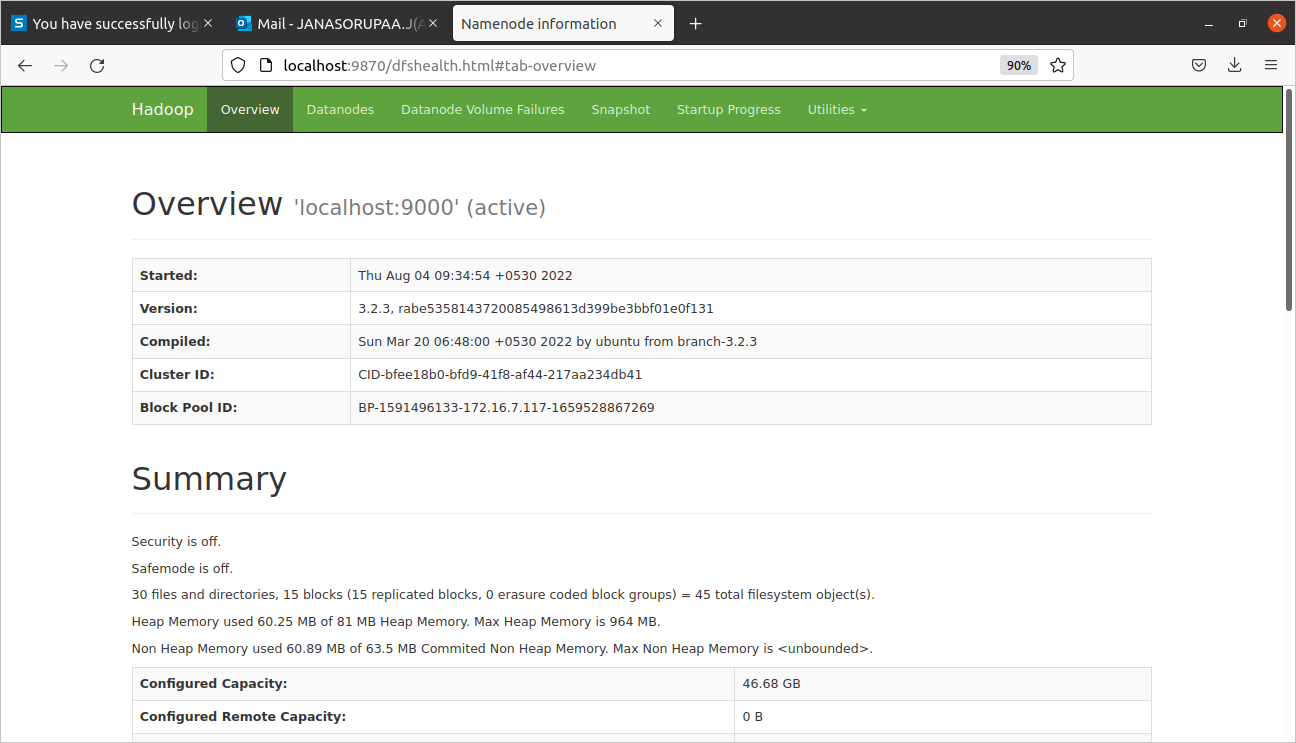 You have successfully log
Mail - JANASORUPAA.J(A
Namenode information
localhost:9870/dfshealth.html#tab-overview
90%
Hadoop Overview Datanodes Datanode Volume Failures Snapshot Startup Progress Utilities
Overview 'localhost:9000' (active)
Started: Thu Aug 04 09:34:54 +0530 2022
Version: 3.2.3, rabe5358143720085498613d399be3bbf01e0f131
Compiled: Sun Mar 20 06:48:00 +0530 2022 by ubuntu from branch-3.2.3
Cluster ID: CID-bfee18b0-bfd9-41f8-af44-217aa234db41
Block Pool ID: BP-1591496133-172.16.7.117-1659528867269
Summary
Security is off.
Safemode is off.
30 files and directories, 15 blocks (15 replicated blocks, 0 erasure coded block groups) = 45 total filesystem object(s).
Heap Memory used 60.25 MB of 81 MB Heap Memory. Max Heap Memory is 964 MB.
Non Heap Memory used 60.89 MB of 63.5 MB Commited Non Heap Memory. Max Non Heap Memory is <unbounded>.
Configured Capacity: 46.68 GB
Configured Remote Capacity: 0 B